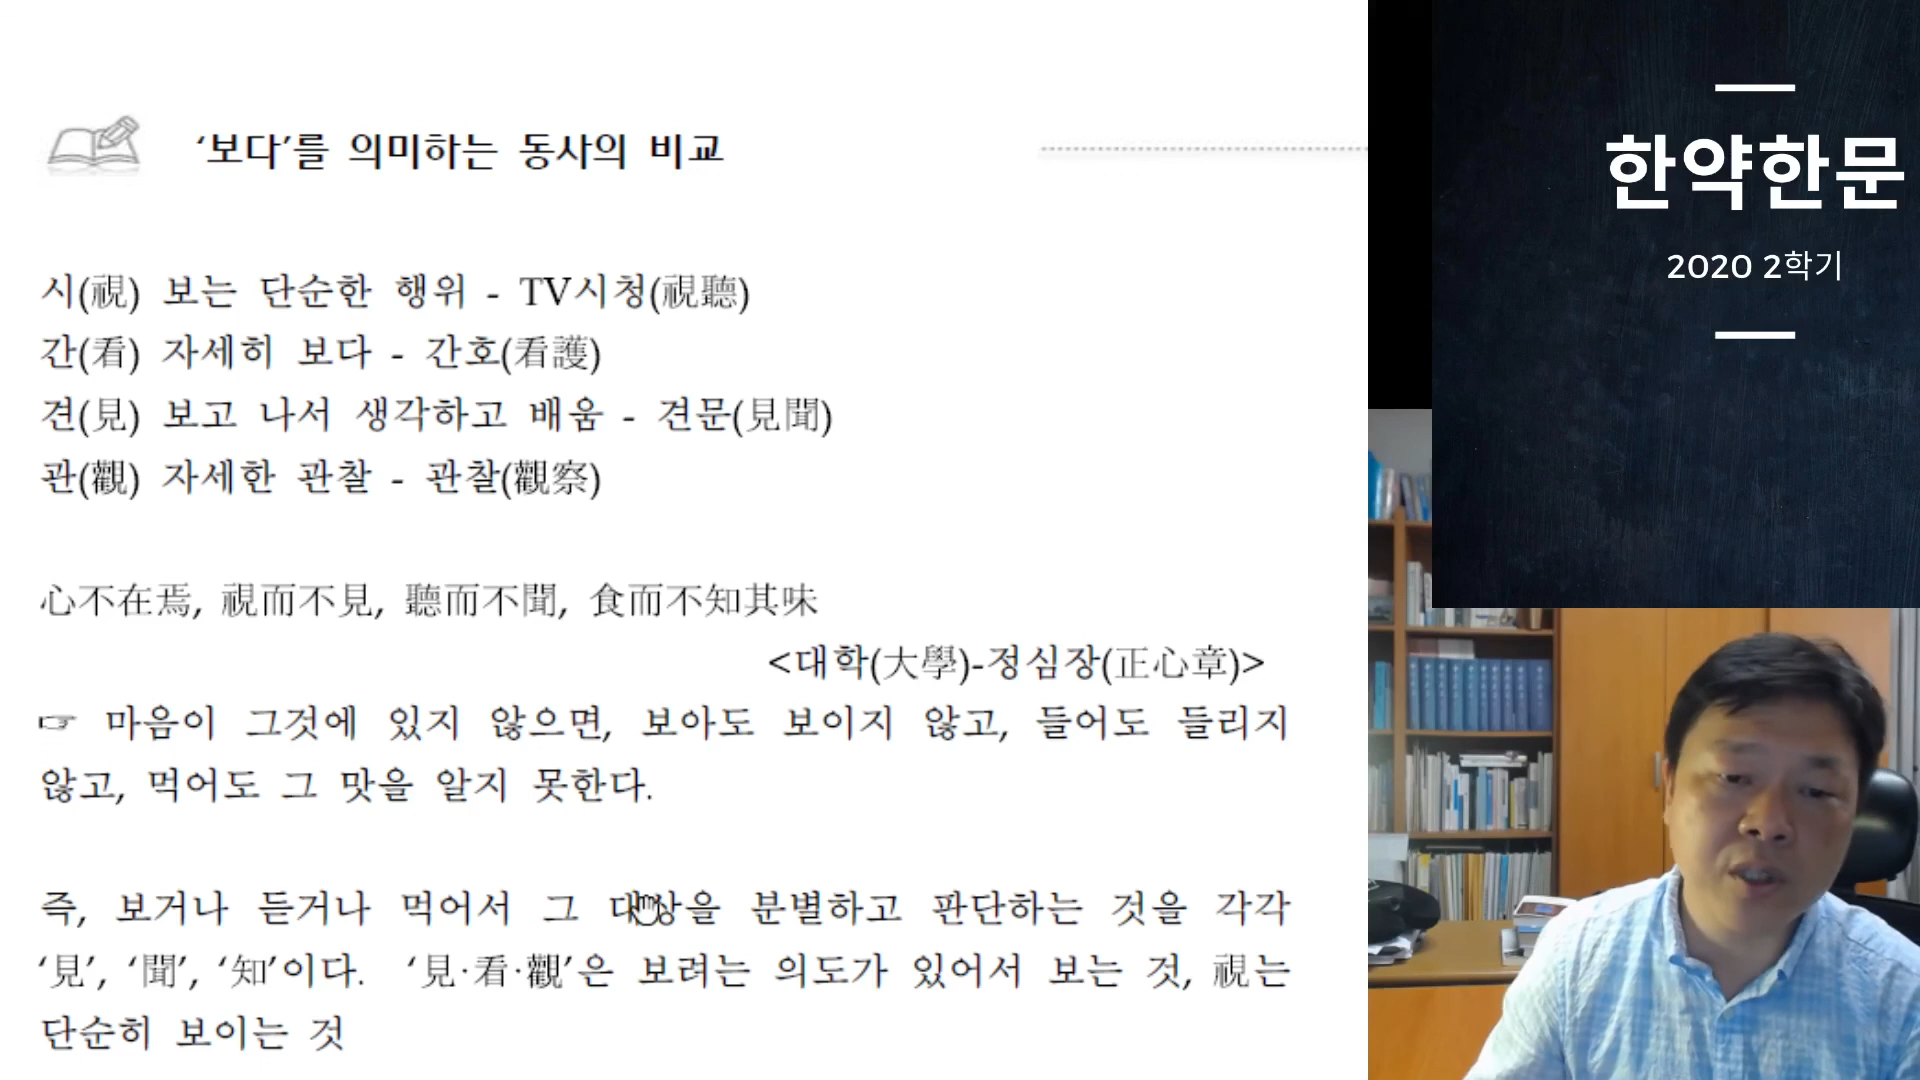 ‘보다’를 의미하는 동사의 비교
시(視) 보는 단순한 행위 - TV시청(視聽)
간(看) 자세히 보다 - 간호(看護)
견(見) 보고 나서 생각하고 배움 - 견문(見聞)
관(觀) 자세한 관찰 - 관찰(觀察)
心不在焉, 視而不見, 聽而不聞, 食而不知其味
<대학(大學)-정심장(正心章)>
☞ 마음이 그것에 있지 않으면, 보아도 보이지 않고, 들어도 들리지
않고, 먹어도 그 맛을 알지 못한다.
즉, 보거나 듣거나 먹어서 그 대상을 분별하고 판단하는 것을 각각
‘見’, ‘聞’, ‘知’이다. ‘見·看·觀’은 보려는 의도가 있어서 보는 것, 視는
단순히 보이는 것
한약한문
2020 2학기